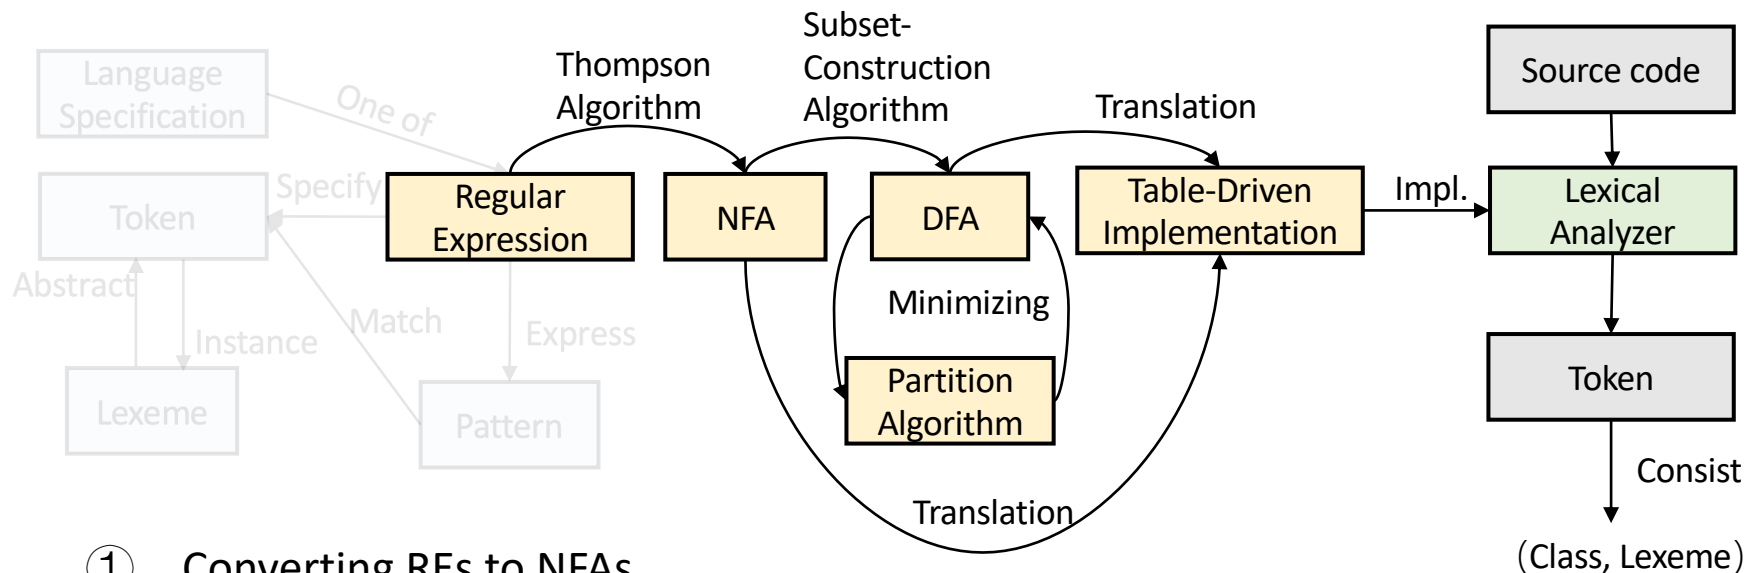 Subset-
Construction
Algorithm
Thompson
Algorithm
Translation
Source code
Language
Specification
One of
Specify
Token
Regular
Expression
NFA
DFA
Table-Driven
Implementation
Impl.
Lexical
Analyzer
Abstract
Instance
Match
Express
Minimizing
Lexeme
Pattern
Partition
Algorithm
Token
Translation
Consist
(Class, Lexeme)
① Converting REs to NFAs